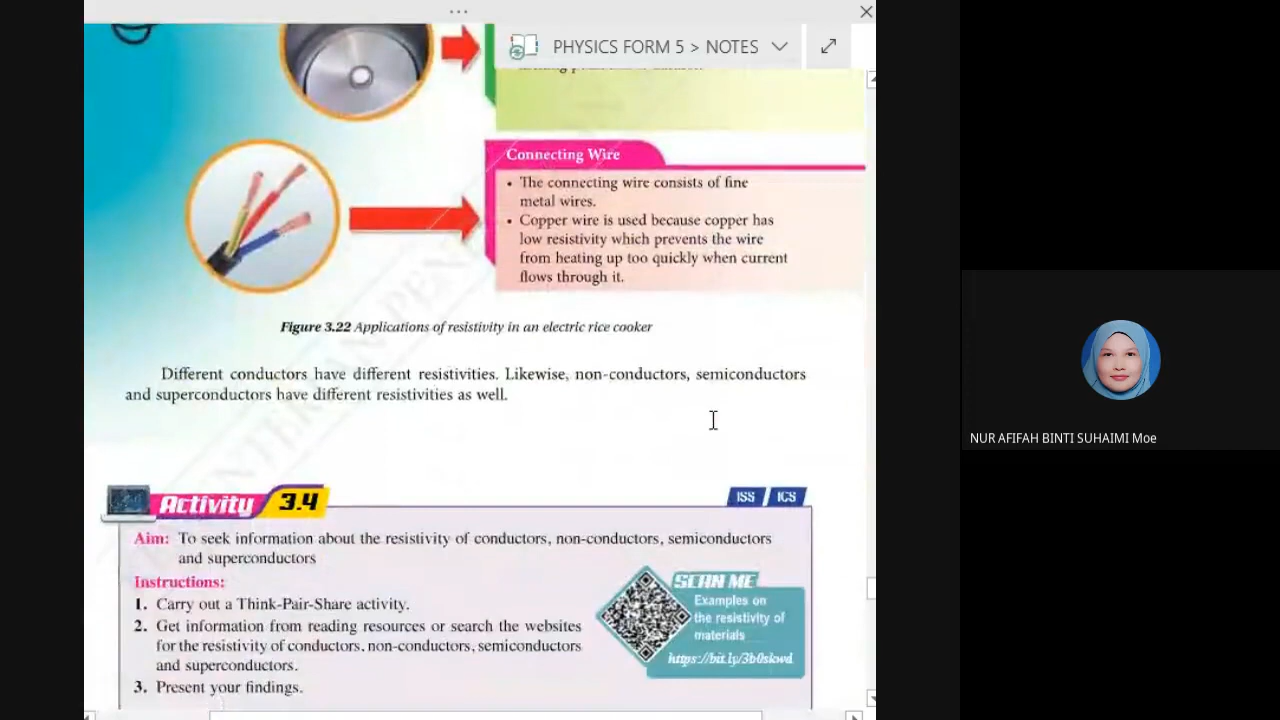 PHYSICS FORM 5 > NOTES
Connecting Wire
• The connecting wire consists of fine
metal wires.
• Copper wire is used because copper has
low resistivity which prevents the wire
from heating up too quickly when current
flows through it.
Figure 3.22 Applications of resistivity in an electric rice cooker
Different conductors have different resistivities. Likewise, non-conductors, semiconductors
and superconductors have different resistivities as well.
Activity 3.4
ISS ICS
Aim: To seek information about the resistivity of conductors, non-conductors, semiconductors
and superconductors
Instructions:
1. Carry out a Think-Pair-Share activity.
2. Get information from reading resources or search the websites
for the resistivity of conductors, non-conductors, semiconductors
and superconductors.
3. Present your findings.
SCAN ME
Examples on
the resistivity of
materials
https://bit.ly/3b0skwd
NUR AFIFAH BINTI SUHAIMI Moe